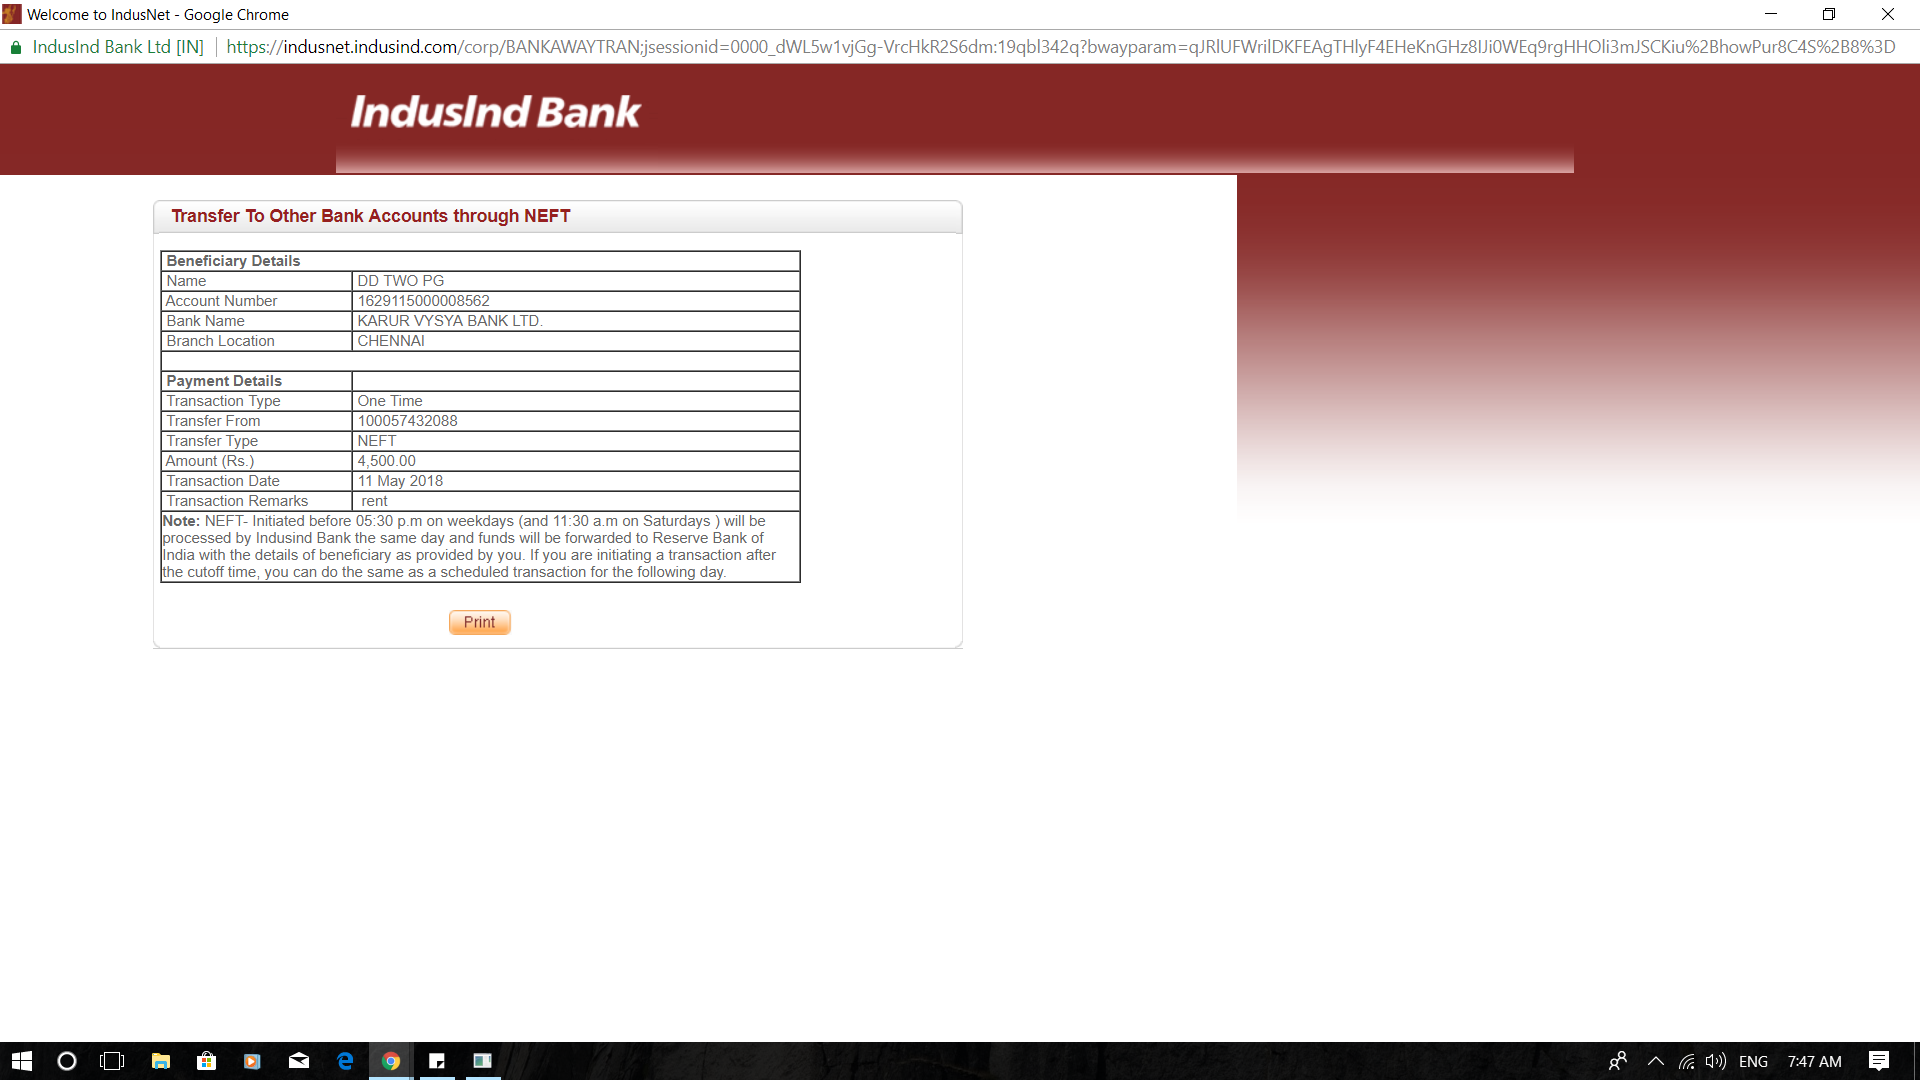 Welcome to IndusNet - Google Chrome
IndusInd Bank Ltd [IN] https://indusnet.indusind.com/corp/BANKAWAYTRAN;jsessionid=0000_dWL5w1vjGg-VrcHkR2S6dm:19qbl342q?bwayparam=qJRlUFWrilDKFEAgTHlyF4EHeKnGHz8IJi0WEq9rgHHOli3mJSCKiu%2BhowPur8C4S%2B8%3D
IndusInd Bank
Transfer To Other Bank Accounts through NEFT
Beneficiary Details
Name DD TWO PG
Account Number 1629115000008562
Bank Name KARUR VYSYA BANK LTD.
Branch Location CHENNAI
Payment Details
Transaction Type One Time
Transfer From 100057432088
Transfer Type NEFT
Amount (Rs.) 4,500.00
Transaction Date 11 May 2018
Transaction Remarks rent
Note: NEFT- Initiated before 05:30 p.m on weekdays (and 11:30 a.m on Saturdays ) will be
processed by Indusind Bank the same day and funds will be forwarded to Reserve Bank of
India with the details of beneficiary as provided by you. If you are initiating a transaction after
the cutoff time, you can do the same as a scheduled transaction for the following day.
Print
ENG 7:47 AM